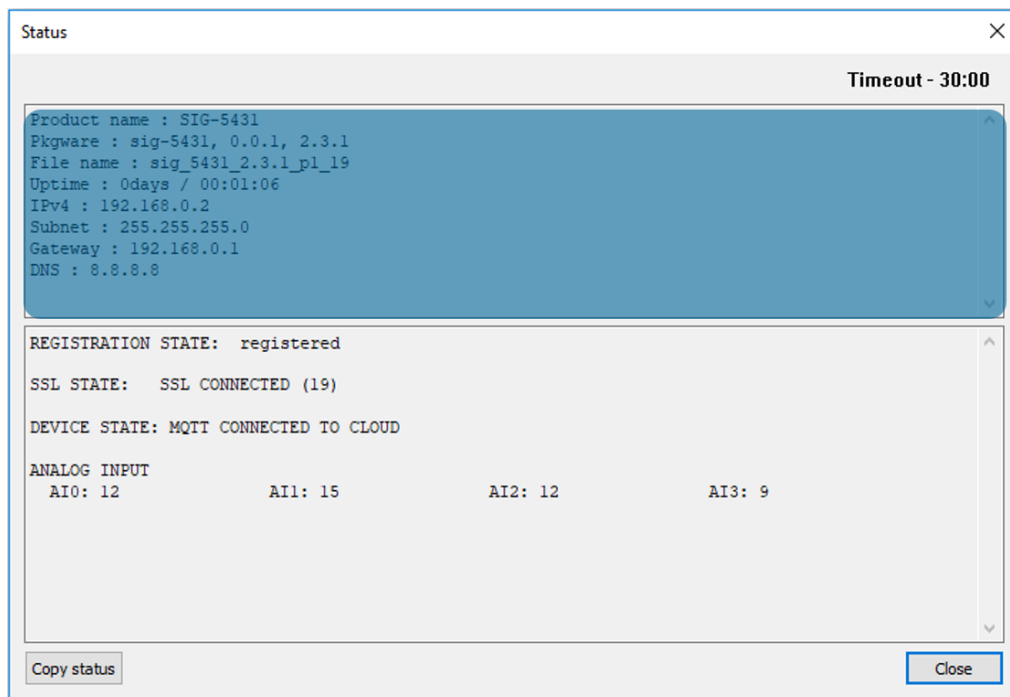 Status
Timeout - 30:00
Product name : SIG-5431
Pkgware : sig-5431, 0.0.1, 2.3.1
File name : sig_5431_2.3.1_p1_19
Uptime : 0days / 00:01:06
IPv4 : 192.168.0.2
Subnet : 255.255.255.0
Gateway : 192.168.0.1
DNS : 8.8.8.8
REGISTRATION STATE:  registered
SSL STATE:   SSL CONNECTED (19)
DEVICE STATE: MQTT CONNECTED TO CLOUD
ANALOG INPUT
AI0: 12 AI1: 15 AI2: 12 AI3: 9
Copy status Close